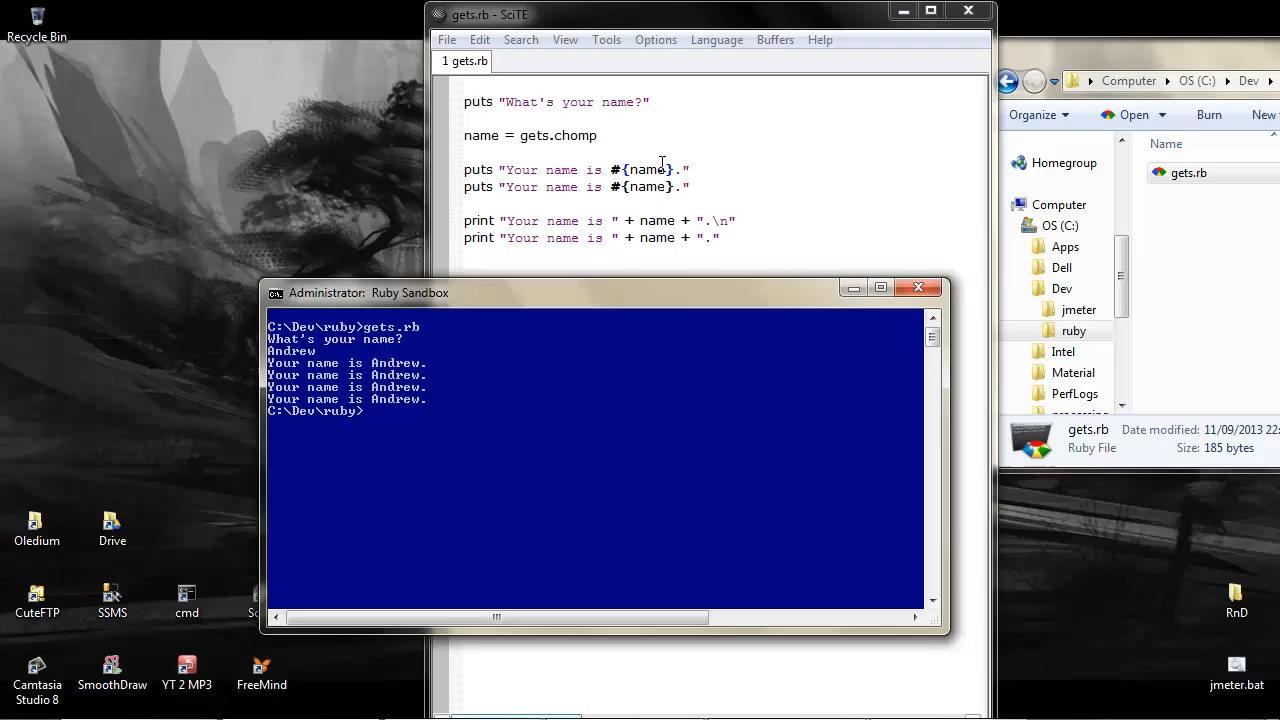 Recycle Bin
gets.rb - SciTE
File Edit Search View Tools Options Language Buffers Help
1 gets.rb
puts "What's your name?"
name = gets.chomp
puts "Your name is #{name}."
puts "Your name is #{name}."
print "Your name is " + name + ".\n"
print "Your name is " + name + "."
Administrator: Ruby Sandbox
C:\Dev\ruby>gets.rb
What's your name?
Andrew
Your name is Andrew.
Your name is Andrew.
Your name is Andrew.
Your name is Andrew.
C:\Dev\ruby>
Computer OS (C:) Dev
Organize Open Burn New
Name
Homegroup
gets.rb
Computer
OS (C:)
Apps
Dell
Dev
jmeter
ruby
Intel
Material
PerfLogs
gets.rb Date modified: 11/09/2013 22:
Ruby File Size: 185 bytes
Oledium Drive
CuteFTP SSMS cmd
Camtasia Studio 8 SmoothDraw YT 2 MP3 FreeMind
RnD
jmeter.bat